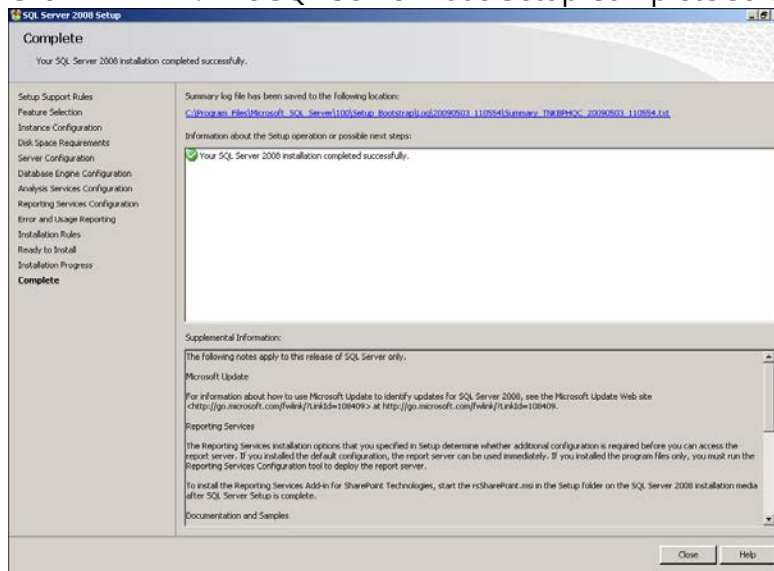 SQL Server 2008 Setup
Complete
Your SQL Server 2008 installation completed successfully.
Setup Support Rules
Feature Selection
Instance Configuration
Disk Space Requirements
Server Configuration
Database Engine Configuration
Analysis Services Configuration
Reporting Services Configuration
Error and Usage Reporting
Installation Rules
Ready to Install
Installation Progress
Complete
Summary log file has been saved to the following location:
C:\Program Files\Microsoft SQL Server\100\Setup Bootstrap\Log\20090503_110554\Summary_TNKBPMQC_20090503_110554.txt
Information about the Setup operation or possible next steps:
Your SQL Server 2008 installation completed successfully.
Supplemental Information:
The following notes apply to this release of SQL Server only.
Microsoft Update
For information about how to use Microsoft Update to identify updates for SQL Server 2008, see the Microsoft Update Web site
<http://go.microsoft.com/fwlink/?LinkId=108409> at http://go.microsoft.com/fwlink/?LinkId=108409.
Reporting Services
The Reporting Services installation options that you specified in Setup determine whether additional configuration is required before you can access the
report server. If you installed the default configuration, the report server can be used immediately. If you installed the program files only, you must run the
Reporting Services Configuration tool to deploy the report server.
To install the Reporting Services Add-in for SharePoint Technologies, start the rsSharePoint.msi in the Setup folder on the SQL Server 2008 installation media
after SQL Server Setup is complete.
Documentation and Samples
Close
Help